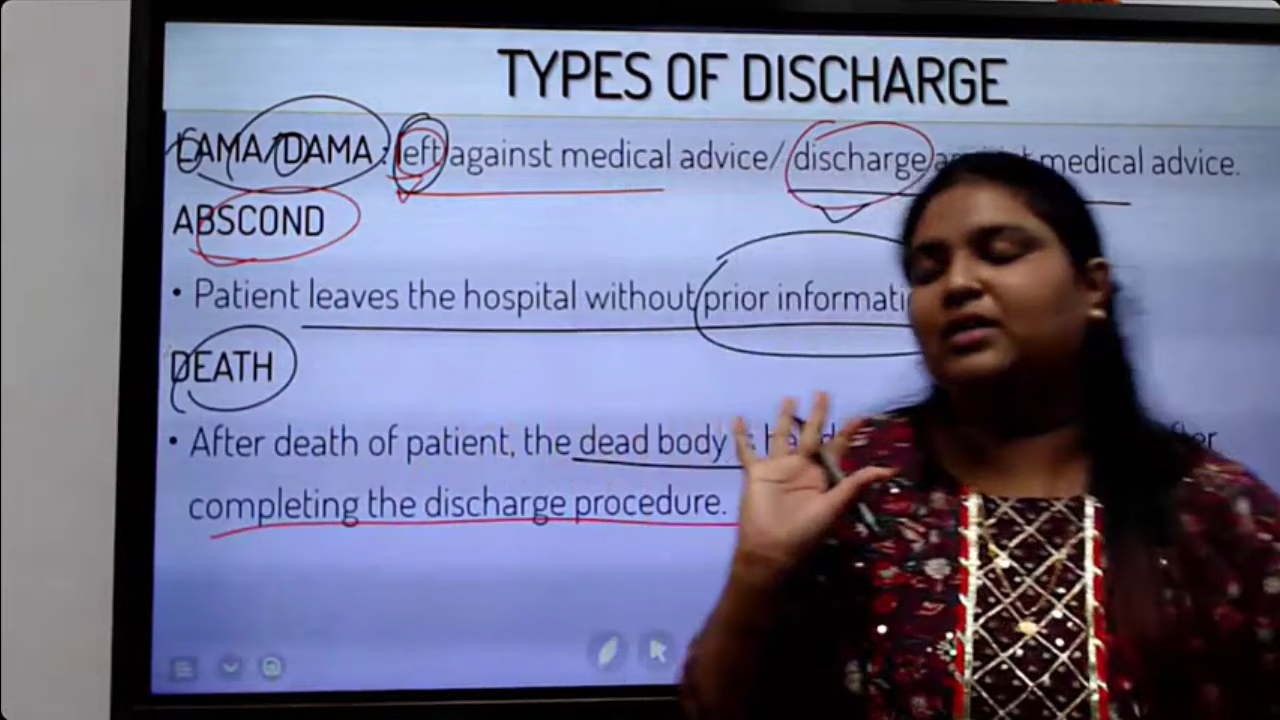 TYPES OF DISCHARGE
LAMA/DAMA: left against medical advice/ discharge against medical advice.
ABSCOND
• Patient leaves the hospital without prior
DEATH
• After death of patient, the dead body is
completing the discharge procedure.